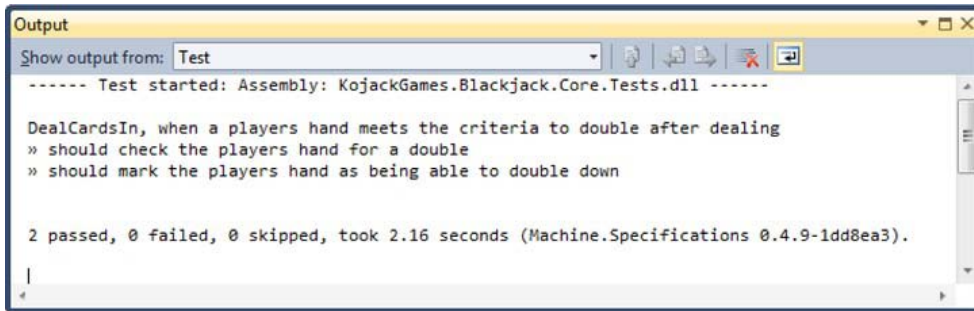 Output
Show output from: Test
------ Test started: Assembly: KojackGames.Blackjack.Core.Tests.dll ------
DealCardsIn, when a players hand meets the criteria to double after dealing
» should check the players hand for a double
» should mark the players hand as being able to double down
2 passed, 0 failed, 0 skipped, took 2.16 seconds (Machine.Specifications 0.4.9-1dd8ea3).